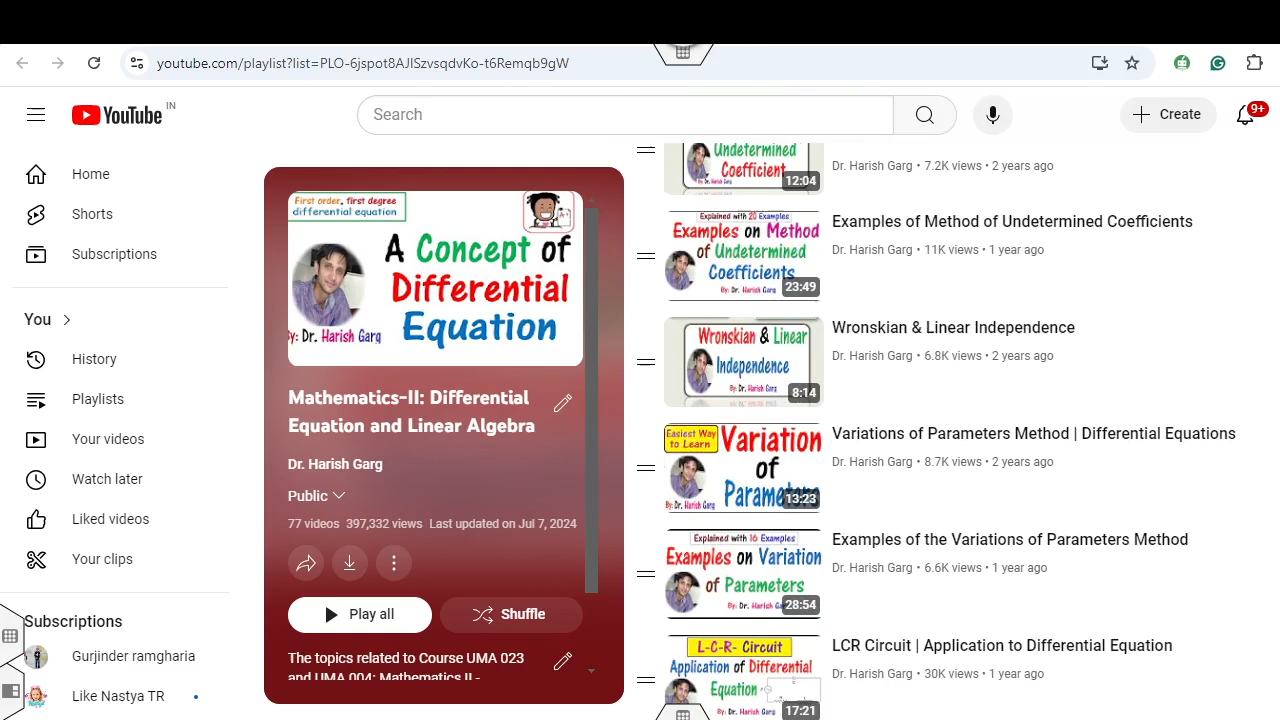 youtube.com/playlist?list=PLO-6jspot8AJlSzvsqdvKo-t6Remqb9gW
YouTube
IN
Search
Create
9+
Home
Shorts
Subscriptions
You
History
Playlists
Your videos
Watch later
Liked videos
Your clips
Subscriptions
Gurjinder ramgharia
Like Nastya TR
First order, first degree
differential equation
A+
A Concept of
Differential
Equation
By: Dr. Harish Garg
Mathematics-II: Differential
Equation and Linear Algebra
Dr. Harish Garg
Public
77 videos 397,332 views Last updated on Jul 7, 2024
Play all
Shuffle
The topics related to Course UMA 023
and UMA 004: Mathematics II -
Undetermined
Coefficient
By: Dr. Harish Garg
12:04
Dr. Harish Garg • 7.2K views • 2 years ago
Explained with 20 Examples
Examples on Method
of Undetermined
Coefficients
By: Dr. Harish Garg
23:49
Examples of Method of Undetermined Coefficients
Dr. Harish Garg • 11K views • 1 year ago
Wronskian & Linear
Independence
By: Dr. Harish Garg
8:14
Wronskian & Linear Independence
Dr. Harish Garg • 6.8K views • 2 years ago
Easiest Way
to Learn
Variation
of
Parameters
By: Dr. Harish Garg
13:23
Variations of Parameters Method | Differential Equations
Dr. Harish Garg • 8.7K views • 2 years ago
Explained with 16 Examples
Examples on Variation
of Parameters
By: Dr. Harish Garg
28:54
Examples of the Variations of Parameters Method
Dr. Harish Garg • 6.6K views • 1 year ago
L-C-R- Circuit
Application of Differential
Equation
By: Dr. Harish Garg
17:21
LCR Circuit | Application to Differential Equation
Dr. Harish Garg • 30K views • 1 year ago